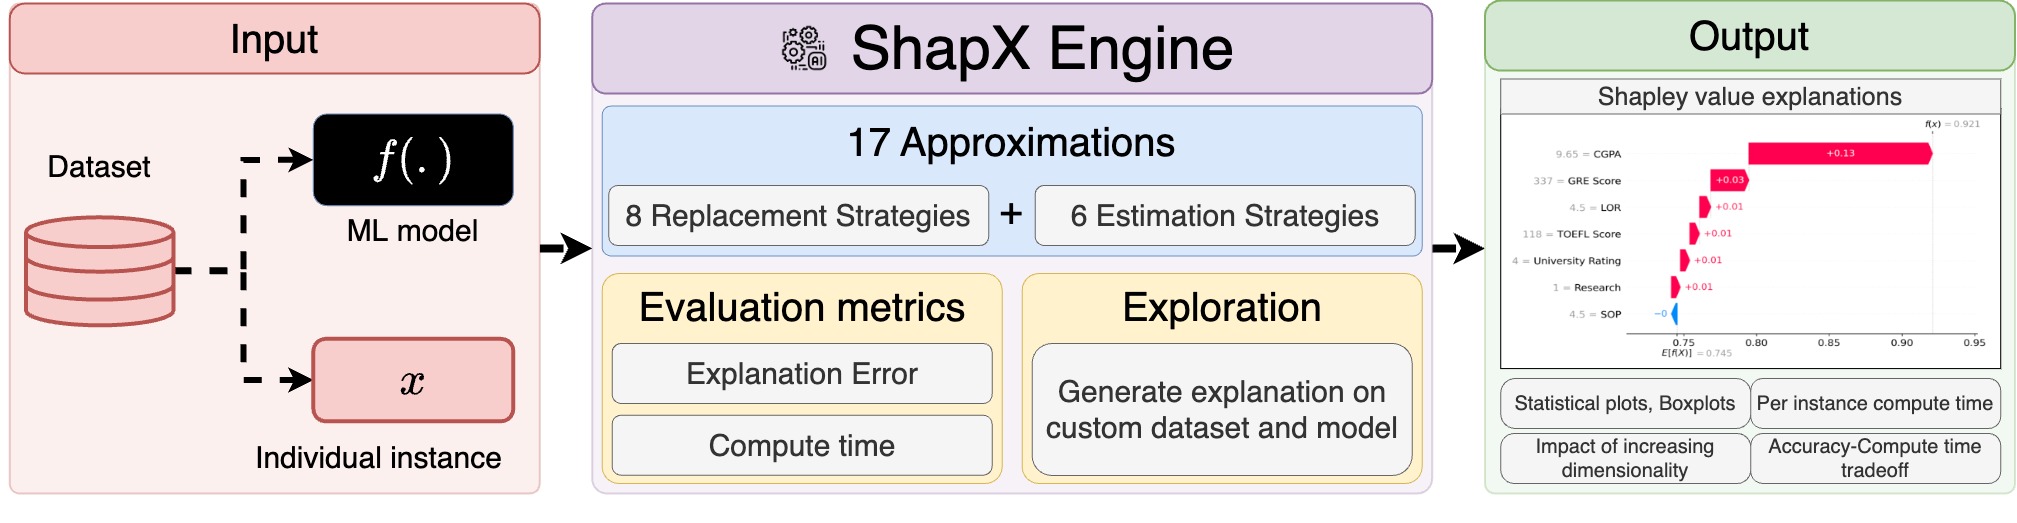 Input
Dataset
f(.)
ML model
x
Individual instance
AI
ShapX Engine
17 Approximations
8 Replacement Strategies + 6 Estimation Strategies
Evaluation metrics
Explanation Error
Compute time
Exploration
Generate explanation on
custom dataset and model
Output
Shapley value explanations
f(x) = 0.921
9.65 = CGPA +0.13
337 = GRE Score +0.03
4.5 = LOR +0.01
118 = TOEFL Score +0.01
4 = University Rating +0.01
1 = Research +0.01
4.5 = SOP −0
0.75 0.80 0.85 0.90 0.95
E[f(X)] = 0.745
Statistical plots, Boxplots
Per instance compute time
Impact of increasing
dimensionality
Accuracy-Compute time
tradeoff